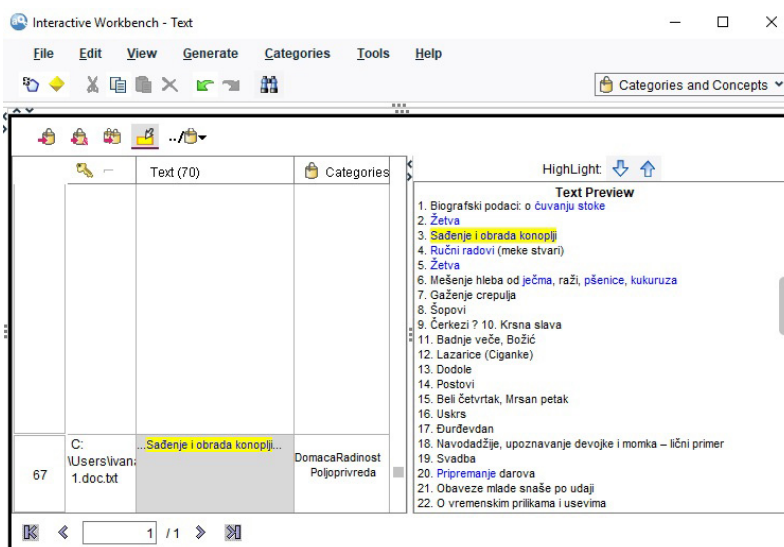 Interactive Workbench - Text
File Edit View Generate Categories Tools Help
Categories and Concepts
../
Text (70)
Categories
67
C:
\Users\ivan
1.doc.txt
...Sađenje i obrada konoplji...
DomacaRadinost
Poljoprivreda
1 / 1
HighLight:
Text Preview
1. Biografski podaci: o čuvanju stoke
2. Žetva
3. Sađenje i obrada konoplji
4. Ručni radovi (meke stvari)
5. Žetva
6. Mešenje hleba od ječma, raži, pšenice, kukuruza
7. Gaženje crepulja
8. Šopovi
9. Čerkezi ? 10. Krsna slava
11. Badnje veče, Božić
12. Lazarice (Ciganke)
13. Dodole
14. Postovi
15. Beli četvrtak, Mrsan petak
16. Uskrs
17. Đurđevdan
18. Navodadžije, upoznavanje devojke i momka – lični primer
19. Svadba
20. Pripremanje darova
21. Obaveze mlade snaše po udaji
22. O vremenskim prilikama i usevima